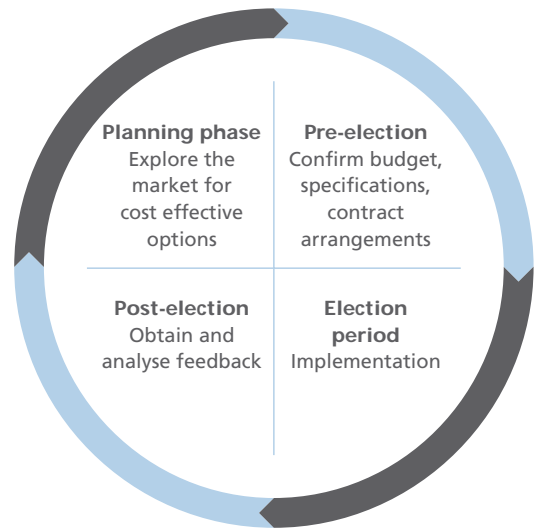 Planning phase
Explore the
market for
cost effective
options
Pre-election
Confirm budget,
specifications,
contract
arrangements
Post-election
Obtain and
analyse feedback
Election
period
Implementation